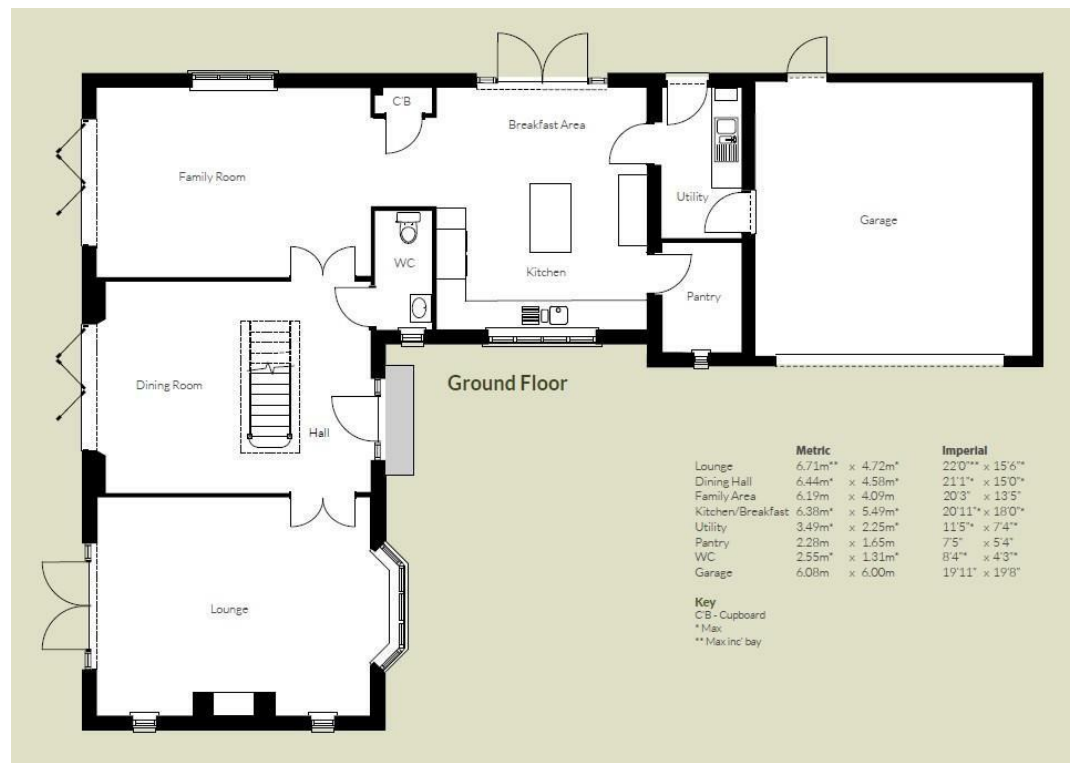 C'B
Breakfast Area
Family Room
Utility
Garage
WC
Kitchen
Pantry
Ground Floor
Dining Room
Hall
Lounge
Metric Imperial
Lounge 6.71m** x 4.72m* 22'0"** x 15'6"*
Dining Hall 6.44m* x 4.58m* 21'1"* x 15'0"*
Family Area 6.19m x 4.09m 20'3" x 13'5"
Kitchen/Breakfast 6.38m* x 5.49m* 20'11"* x 18'0"*
Utility 3.49m* x 2.25m* 11'5"* x 7'4"*
Pantry 2.28m x 1.65m 7'5" x 5'4"
WC 2.55m* x 1.31m* 8'4"* x 4'3"*
Garage 6.08m x 6.00m 19'11" x 19'8"
Key
C'B - Cupboard
* Max
** Max inc' bay